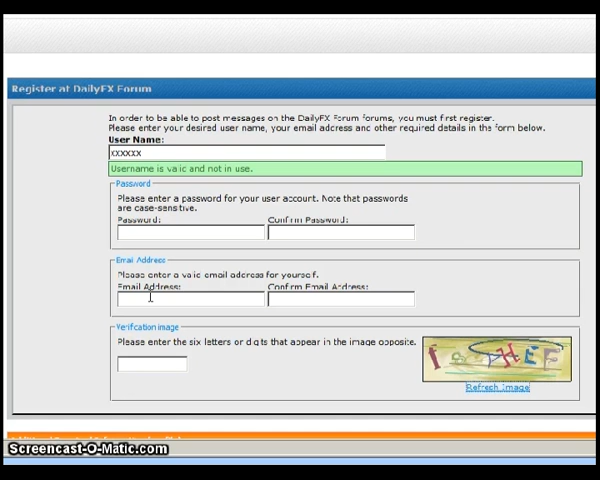 Register at DailyFX Forum
In order to be able to post messages on the DailyFX Forum forums, you must first register.
Please enter your desired user name, your email address and other required details in the form below.
User Name:
xxxxxx
Username is valid and not in use.
Password
Please enter a password for your user account. Note that passwords
are case-sensitive.
Password: Confirm Password:
Email Address
Please enter a valid email address for yourself.
Email Address: Confirm Email Address:
Verification Image
Please enter the six letters or digits that appear in the image opposite.
Refresh Image
Screencast-O-Matic.com